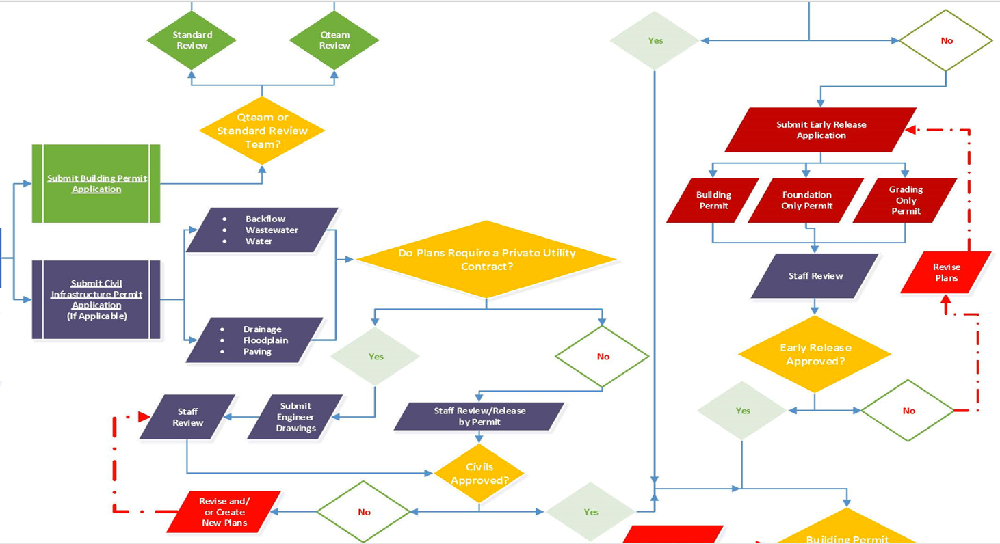 Standard
Review
Qteam
Review
Yes
No
Qteam or
Standard Review
Team?
Submit Early Release
Application
Submit Building Permit
Application
Building
Permit
Foundation
Only Permit
Grading
Only
Permit
• Backflow
• Wastewater
• Water
Do Plans Require a Private Utility
Contract?
Staff Review
Revise
Plans
Submit Civil
Infrastructure Permit
Application
(If Applicable)
• Drainage
• Floodplain
• Paving
Yes
No
Early Release
Approved?
Staff
Review
Submit
Engineer
Drawings
Staff Review/Release
by Permit
Yes
No
Civils
Approved?
Revise and/
or Create
New Plans
No
Yes
Building Permit